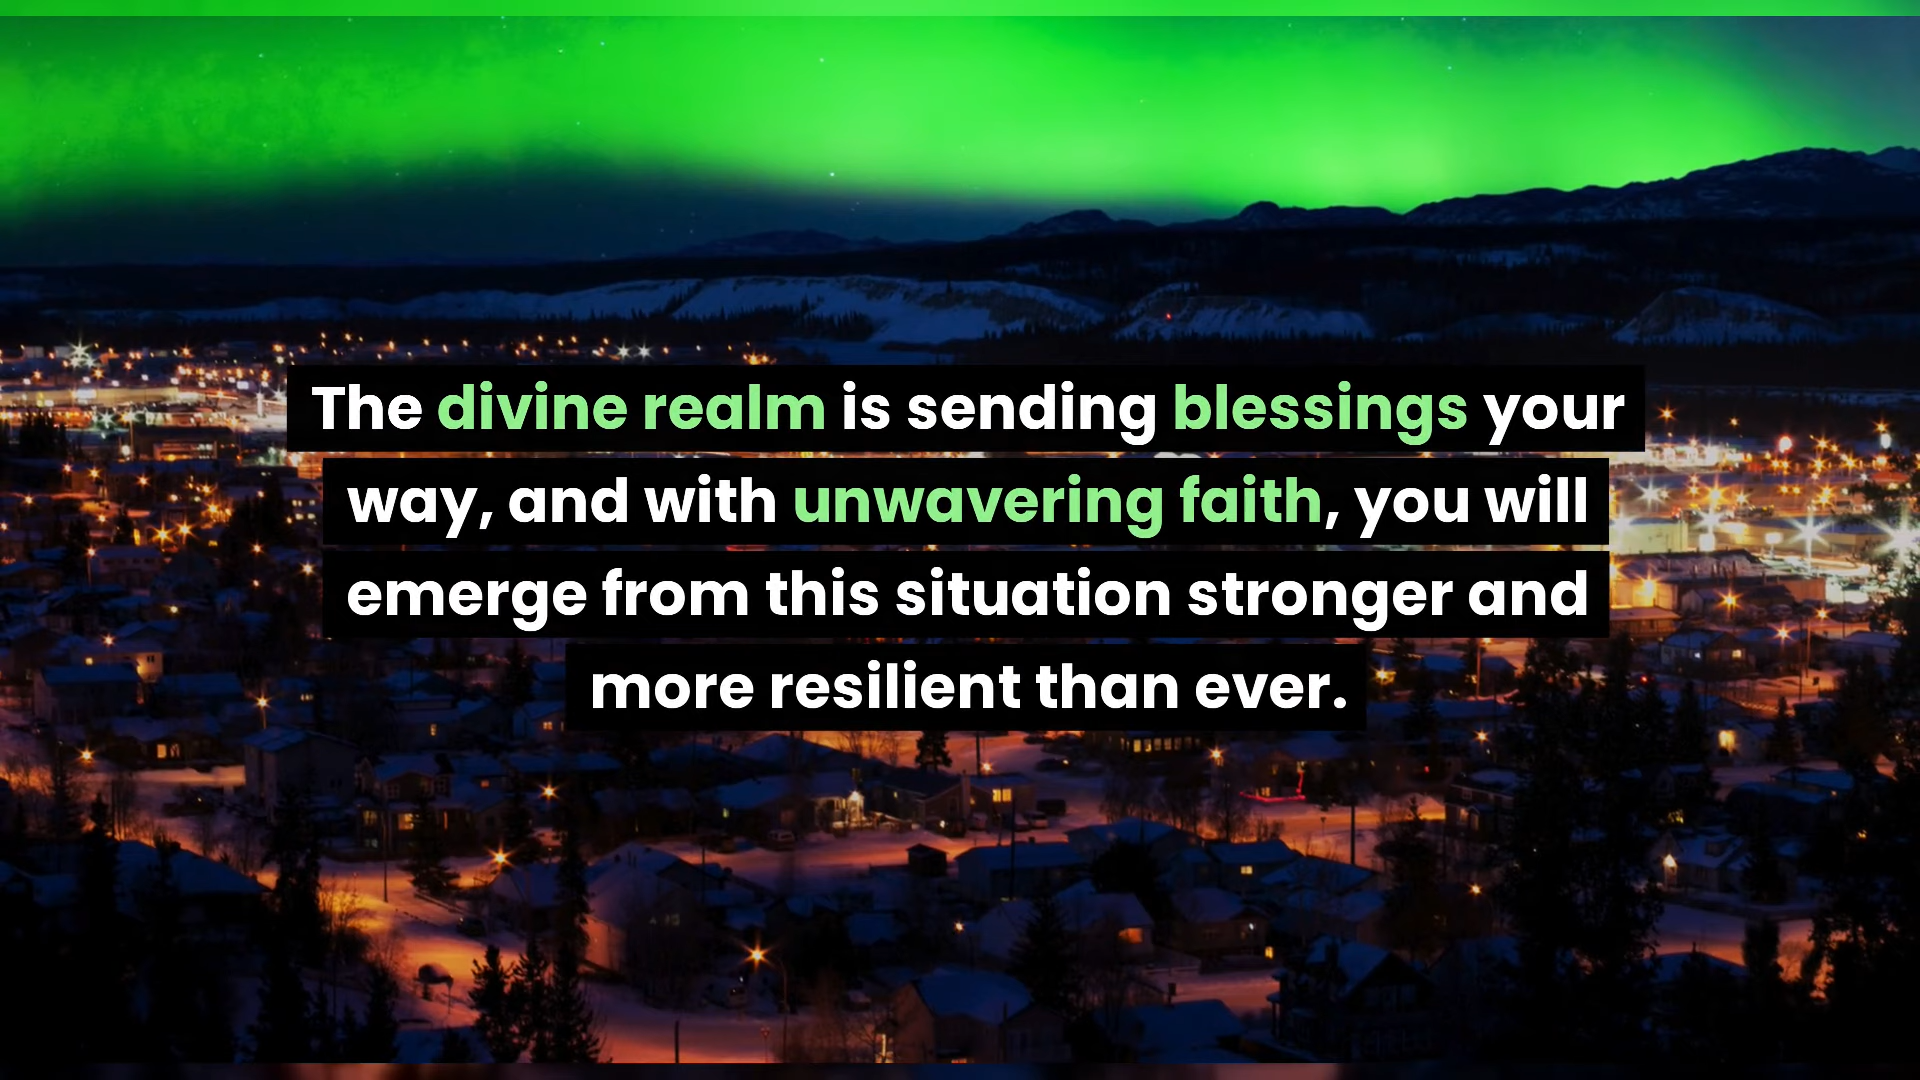 The divine realm is sending blessings your
way, and with unwavering faith, you will
emerge from this situation stronger and
more resilient than ever.